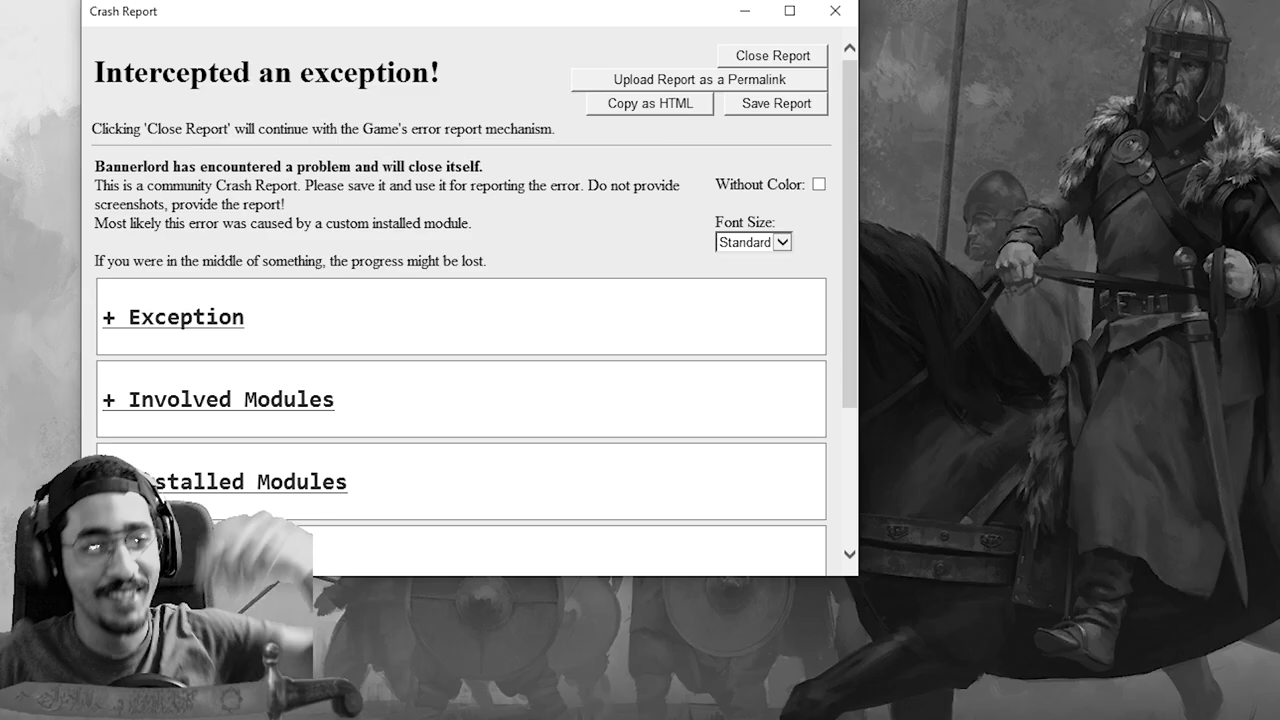 Crash Report
Intercepted an exception!
Close Report
Upload Report as a Permalink
Copy as HTML
Save Report
Clicking 'Close Report' will continue with the Game's error report mechanism.
Bannerlord has encountered a problem and will close itself.
This is a community Crash Report. Please save it and use it for reporting the error. Do not provide
screenshots, provide the report!
Most likely this error was caused by a custom installed module.
If you were in the middle of something, the progress might be lost.
Without Color:
Font Size:
Standard
+ Exception
+ Involved Modules
stalled Modules